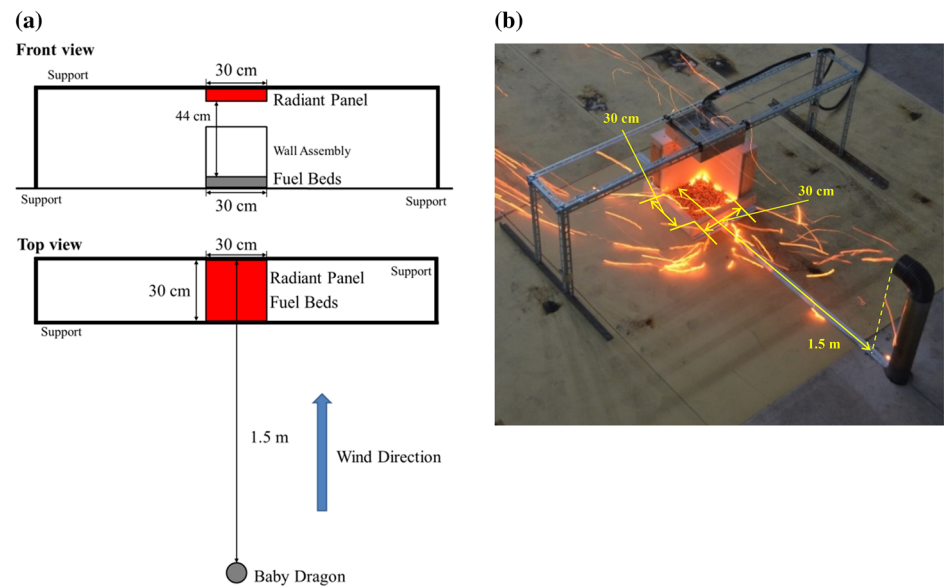 (a)
Front view
Support
30 cm
Radiant Panel
44 cm
Wall Assembly
Fuel Beds
Support
Support
30 cm
Top view
30 cm
Radiant Panel
Support
30 cm
Fuel Beds
Support
1.5 m
Wind Direction
Baby Dragon
(b)
30 cm
30 cm
1.5 m